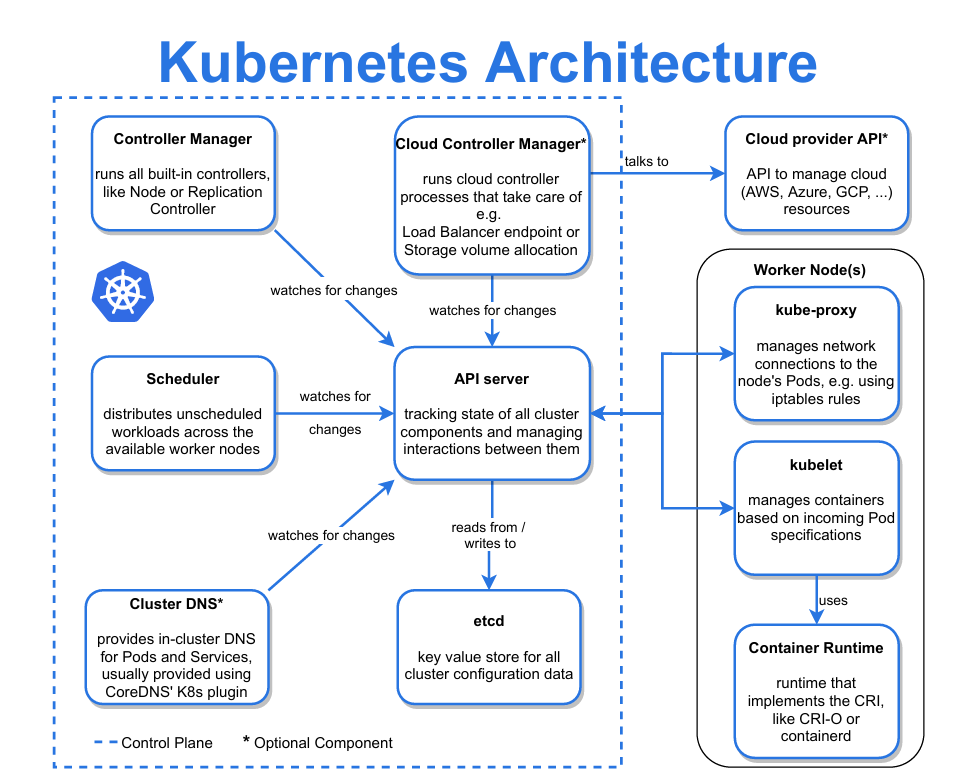 Kubernetes Architecture
Controller Manager
runs all built-in controllers,
like Node or Replication
Controller
Cloud Controller Manager*
runs cloud controller
processes that take care of
e.g.
Load Balancer endpoint or
Storage volume allocation
talks to
Cloud provider API*
API to manage cloud
(AWS, Azure, GCP, ...)
resources
watches for changes
watches for changes
Scheduler
distributes unscheduled
workloads across the
available worker nodes
watches for
changes
API server
tracking state of all cluster
components and managing
interactions between them
Worker Node(s)
kube-proxy
manages network
connections to the
node's Pods, e.g. using
iptables rules
kubelet
manages containers
based on incoming Pod
specifications
uses
Container Runtime
runtime that
implements the CRI,
like CRI-O or
containerd
watches for changes
reads from /
writes to
Cluster DNS*
provides in-cluster DNS
for Pods and Services,
usually provided using
CoreDNS' K8s plugin
etcd
key value store for all
cluster configuration data
Control Plane
* Optional Component